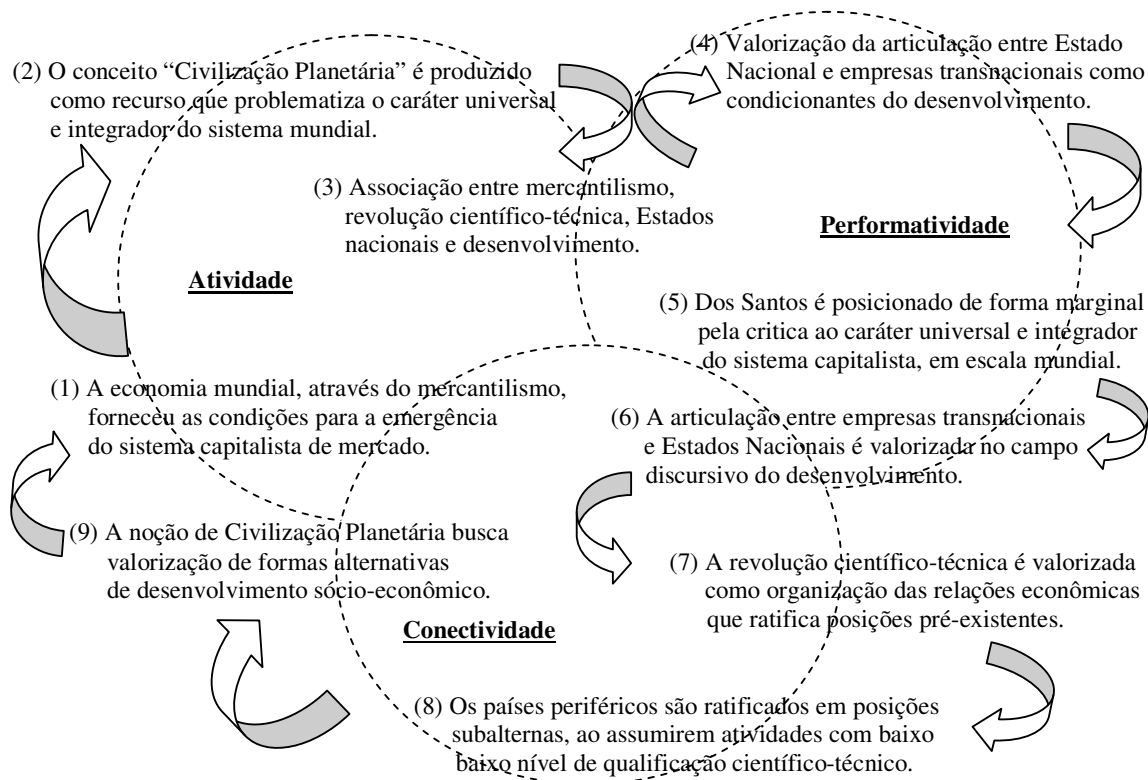 (4) Valorização da articulação entre Estado
Nacional e empresas transnacionais como
condicionantes do desenvolvimento.
(2) O conceito “Civilização Planetária” é produzido
como recurso que problematiza o caráter universal
e integrador do sistema mundial.
(3) Associação entre mercantilismo,
revolução científico-técnica, Estados
nacionais e desenvolvimento.
Performatividade
Atividade
(5) Dos Santos é posicionado de forma marginal
pela critica ao caráter universal e integrador
do sistema capitalista, em escala mundial.
(1) A economia mundial, através do mercantilismo,
forneceu as condições para a emergência
do sistema capitalista de mercado.
(6) A articulação entre empresas transnacionais
e Estados Nacionais é valorizada no campo
discursivo do desenvolvimento.
(9) A noção de Civilização Planetária busca
valorização de formas alternativas
de desenvolvimento sócio-econômico.
(7) A revolução científico-técnica é valorizada
como organização das relações econômicas
que ratifica posições pré-existentes.
Conectividade
(8) Os países periféricos são ratificados em posições
subalternas, ao assumirem atividades com baixo
baixo nível de qualificação científico-técnico.